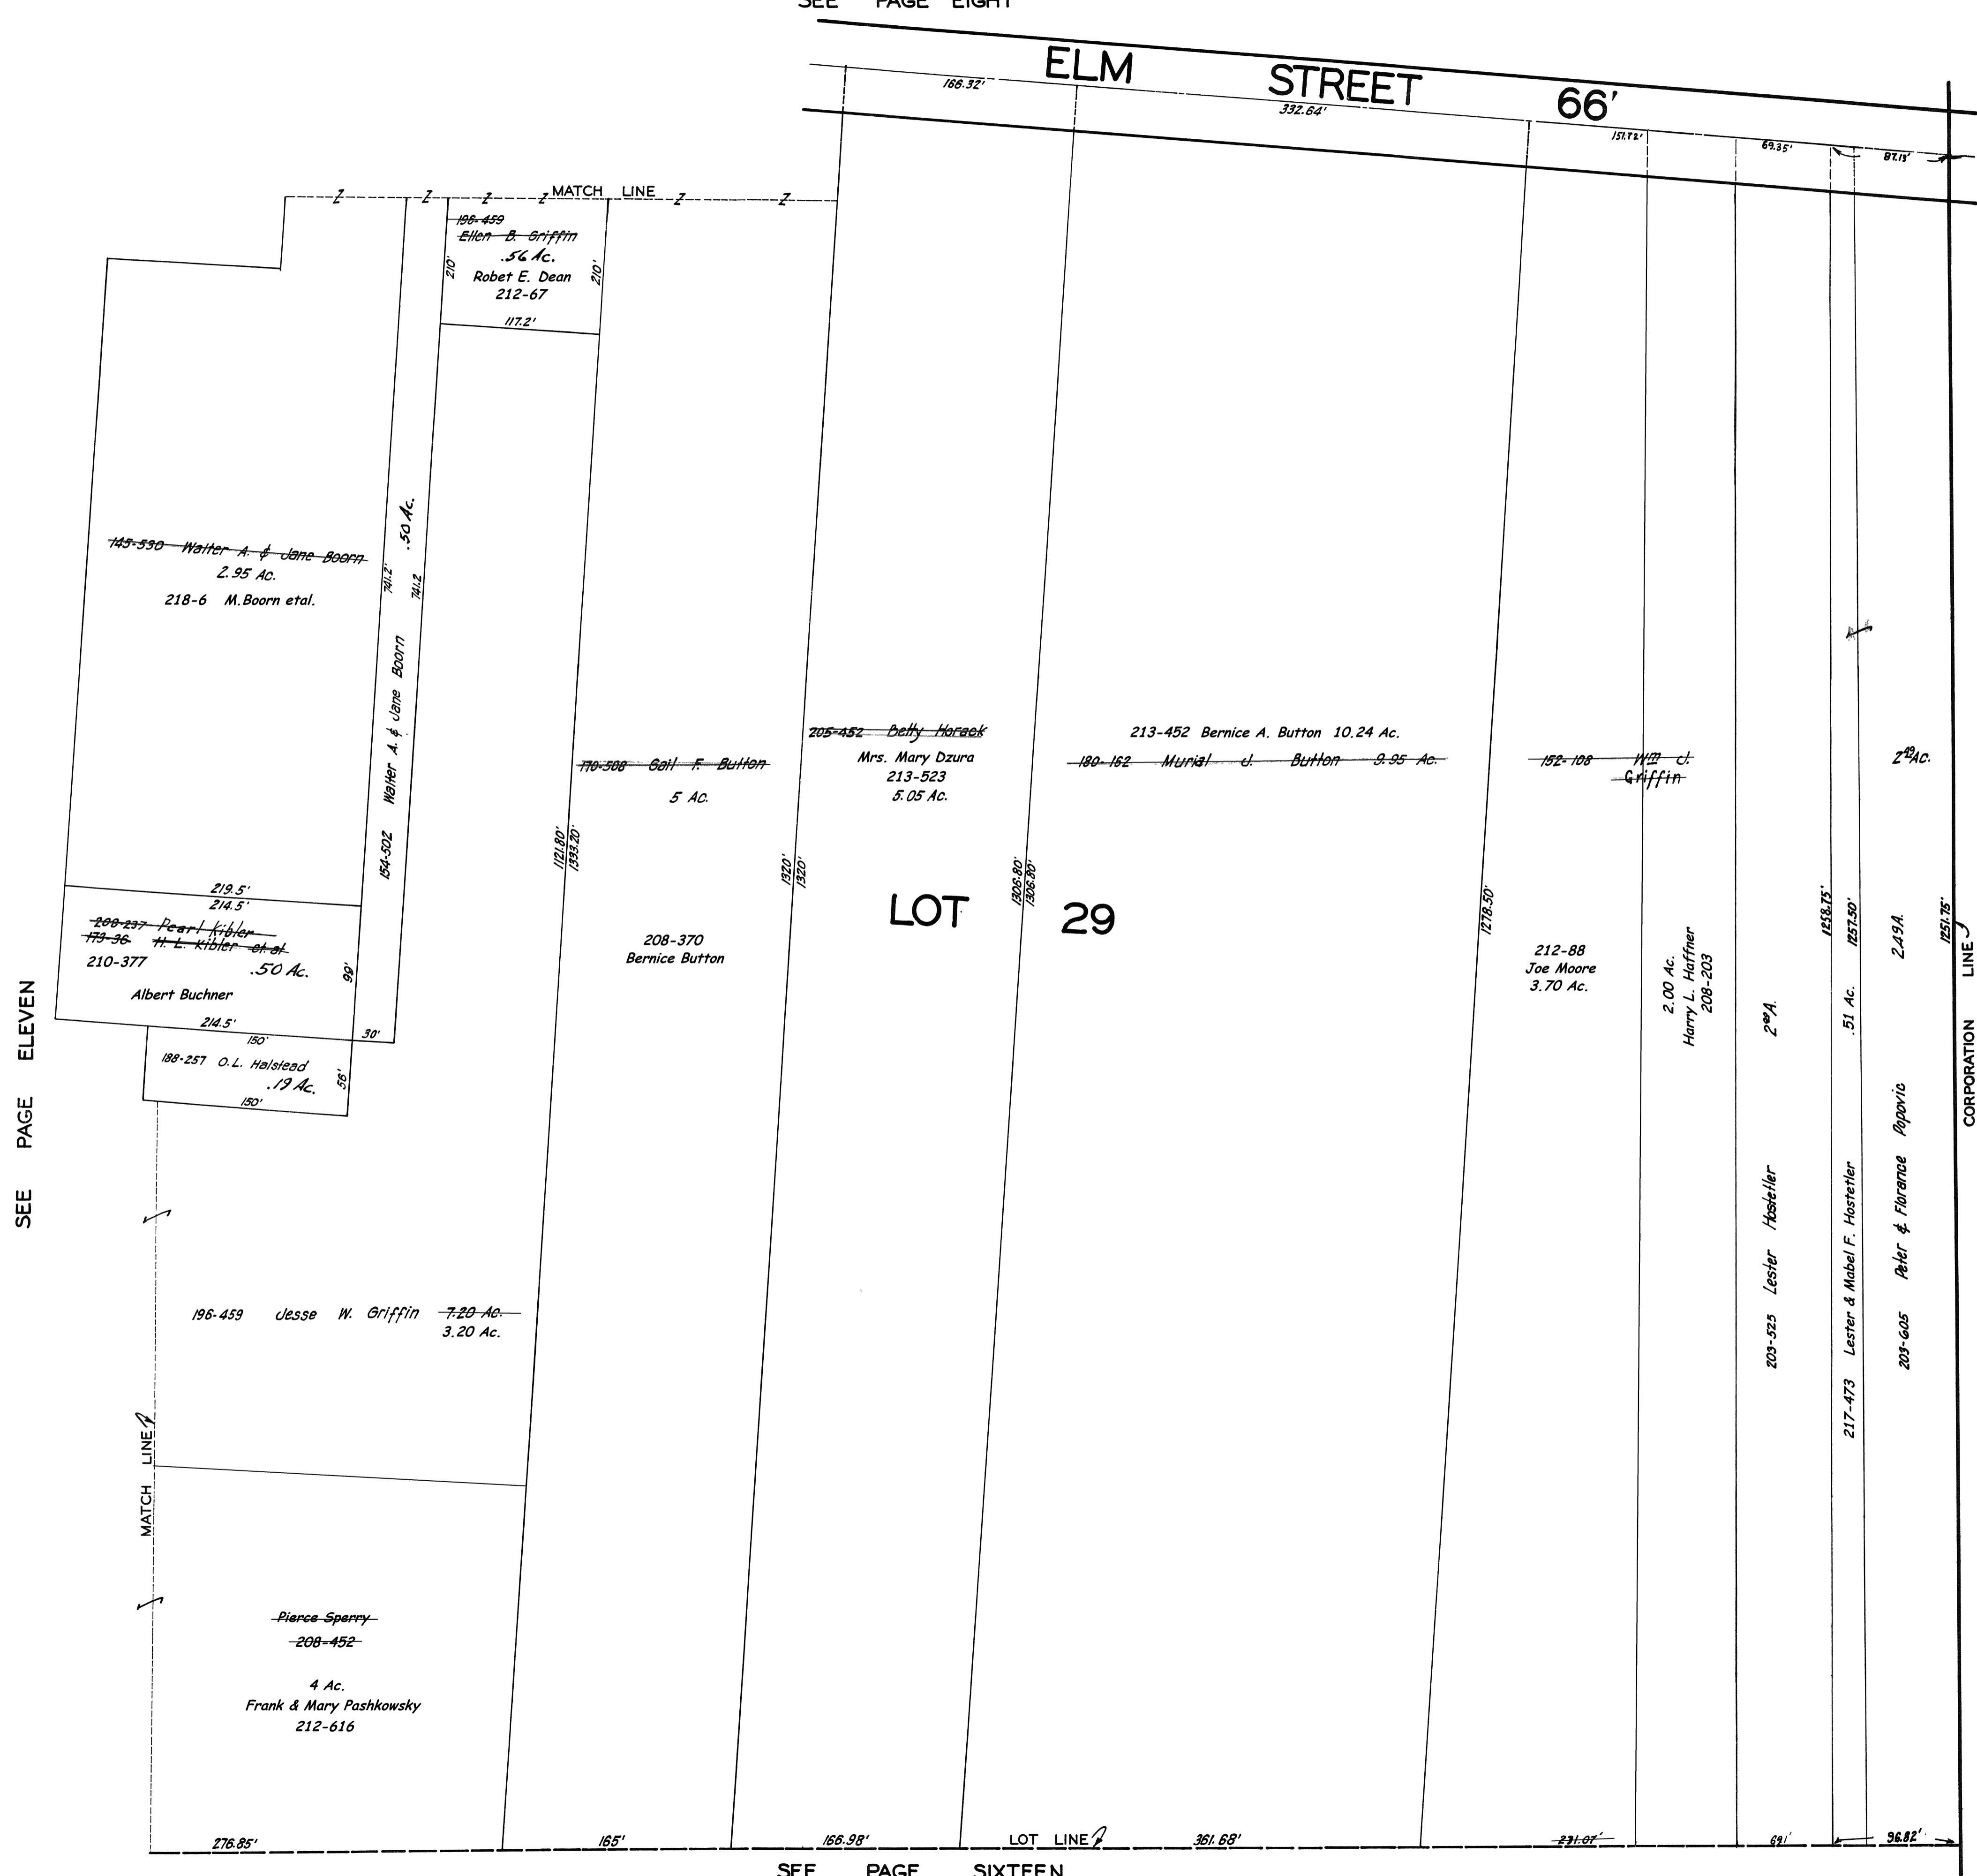 SEE PAGE EIGHT
ELM STREET 66'
166.32'
332.64'
151.72'
69.35'
87.13'
MATCH LINE
Z Z Z Z Z Z
196-459
Ellen B. Griffin
.56 Ac.
Robet E. Dean
212-67
210'
210'
117.2'
145-530 Walter A. & Jane Boorn
2.95 Ac.
218-6 M.Boorn etal.
741.2'
741.2
154-502 Walter A. & Jane Boorn .50 Ac.
219.5'
214.5'
208-237 Pearl Kibler
173-36 H. L. Kibler et.al
210-377
.50 Ac.
Albert Buchner
99'
214.5'
150'
30'
188-257 O.L. Halstead
.19 Ac.
56'
150'
170-508 Gail F. Button
5 Ac.
1121.80'
1333.20'
208-370
Bernice Button
205-452 Betty Horack
Mrs. Mary Dzura
213-523
5.05 Ac.
1320'
1320'
213-452 Bernice A. Button 10.24 Ac.
180-162 Murial J. Button 9.95 Ac.
1306.80'
1306.80'
LOT 29
152-108 Wm J.
Griffin
1278.50'
212-88
Joe Moore
3.70 Ac.
2.00 Ac.
Harry L. Haffner
208-203
203-525 Lester Hostetler
1258.75'
1257.50'
217-473 Lester & Mabel F. Hostetler .51 Ac.
2.49 Ac.
2.49A.
203-605 Peter & Florance Popovic
1251.75'
CORPORATION LINE
SEE PAGE ELEVEN
196-459 Jesse W. Griffin 7.20 Ac.
3.20 Ac.
MATCH LINE
Pierce Sperry
208-452
4 Ac.
Frank & Mary Pashkowsky
212-616
276.85'
165'
166.98'
LOT LINE
361.68'
231.07'
96.82'
SEE PAGE SIXTEEN